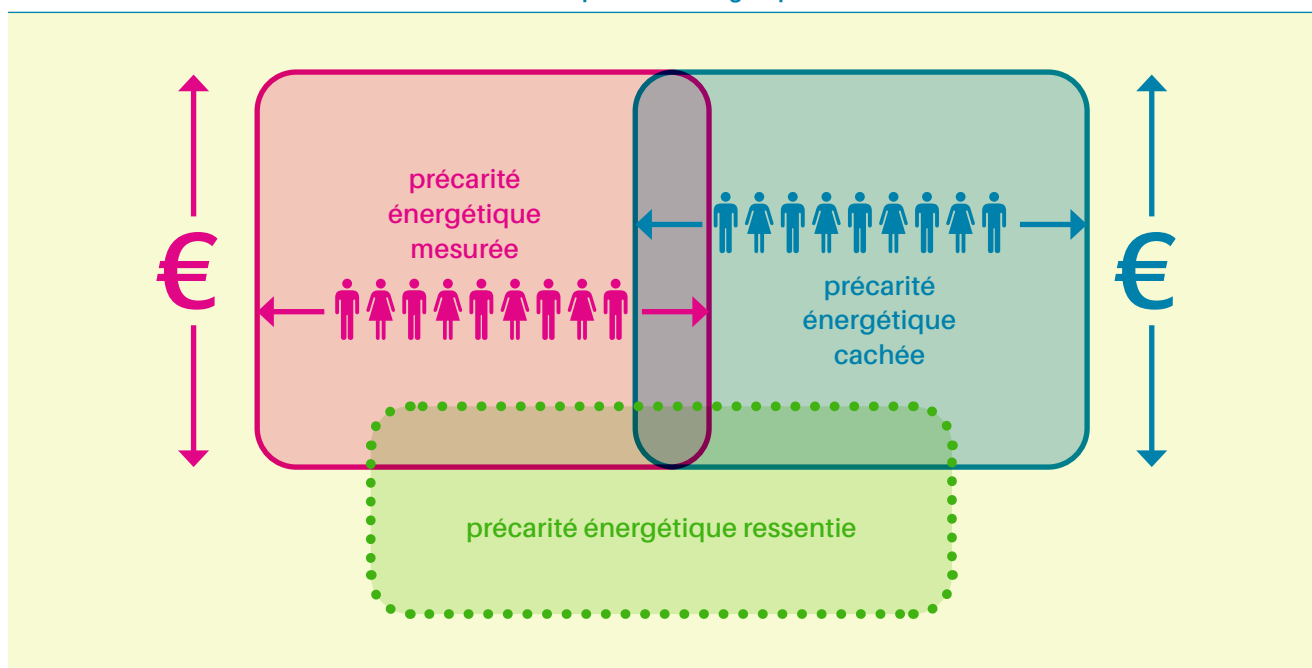 €
précarité
énergétique
mesurée
précarité
énergétique
cachée
€
précarité énergétique ressentie